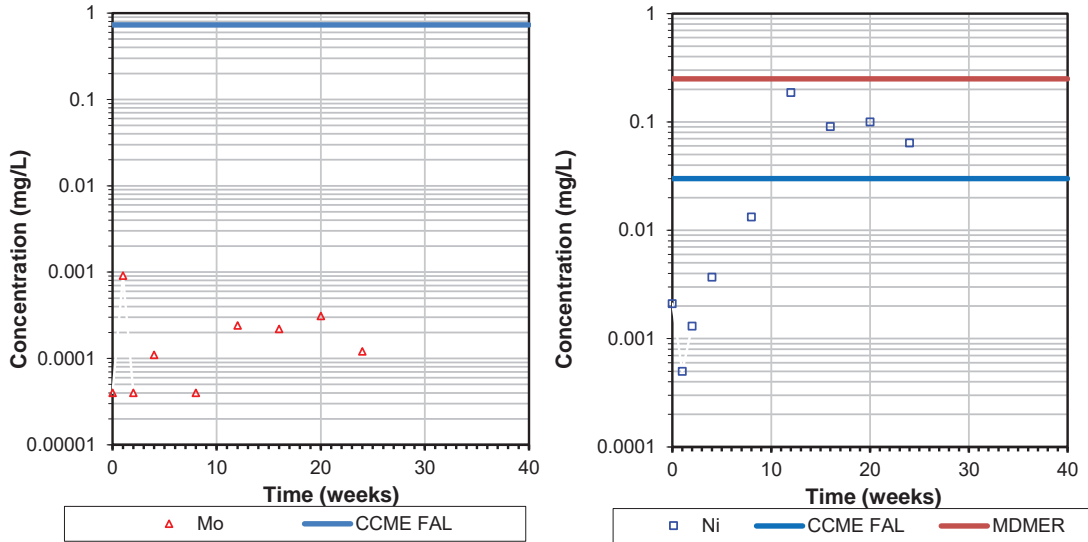 Concentration (mg/L)
1
0.1
0.01
0.001
0.0001
0.00001
0 10 20 30 40
Time (weeks)
Mo CCME FAL
Concentration (mg/L)
1
0.1
0.01
0.001
0.0001
0 10 20 30 40
Time (weeks)
Ni CCME FAL MDMER